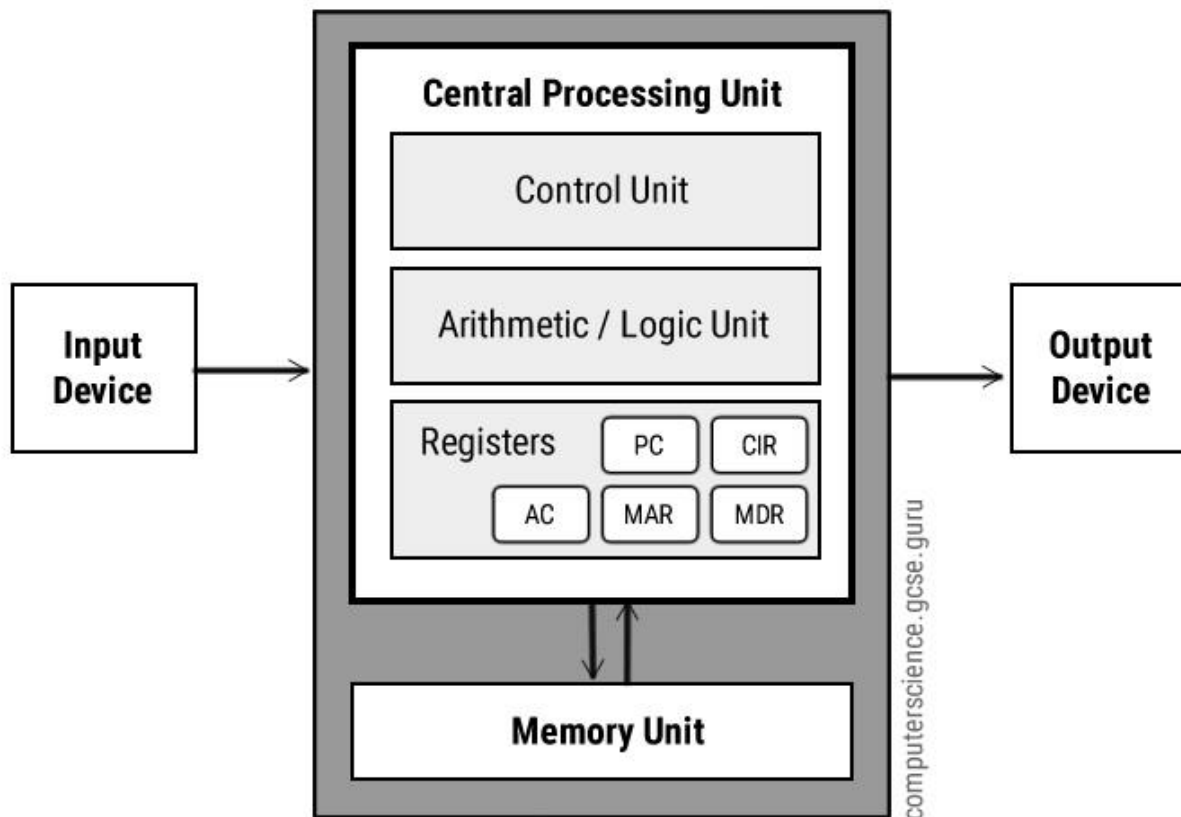 Central Processing Unit
Control Unit
Arithmetic / Logic Unit
Input
Device
Output
Device
Registers
PC
CIR
AC
MAR
MDR
Memory Unit
computerscience.gcse.guru